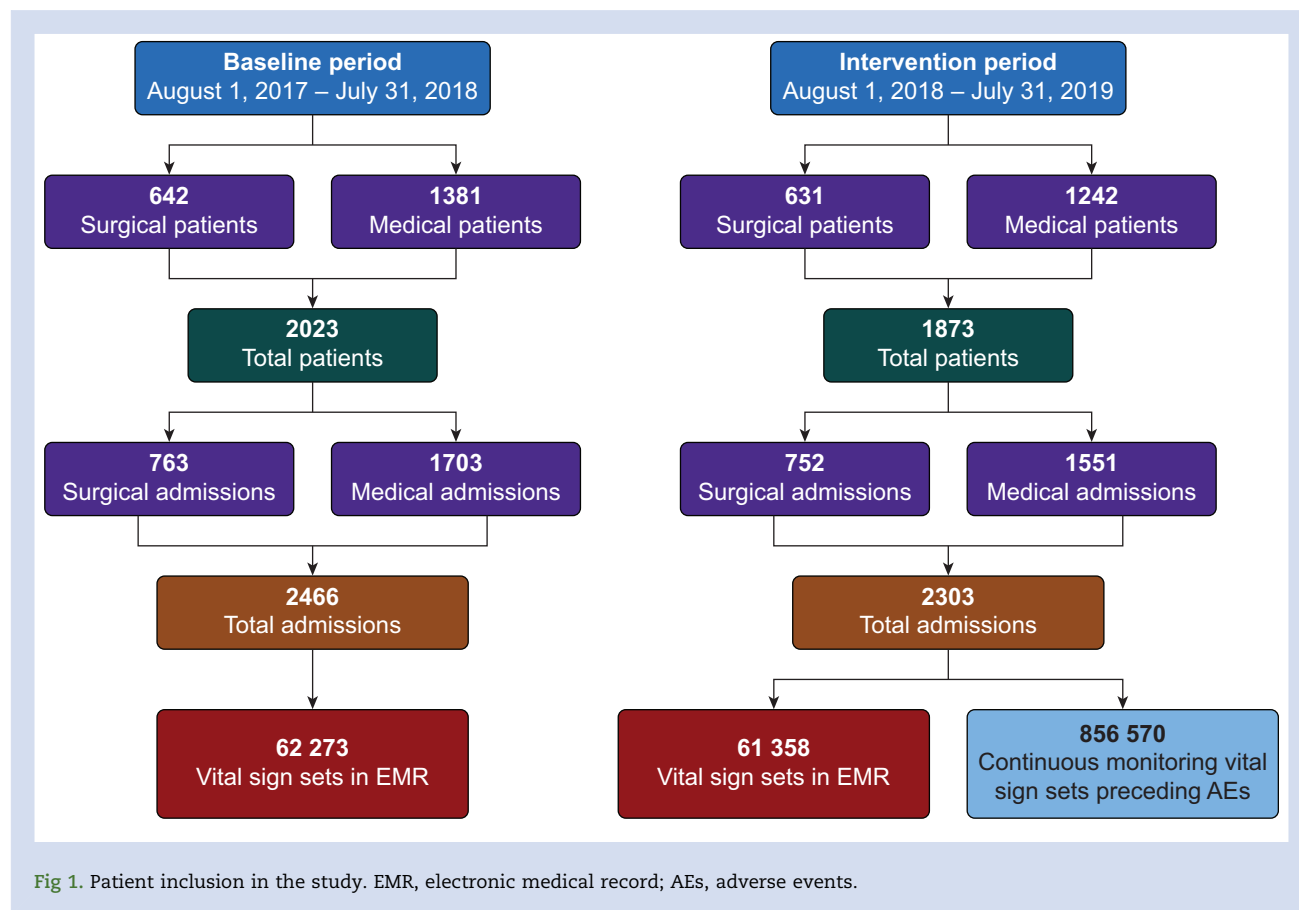 Baseline period
August 1, 2017 – July 31, 2018
642
Surgical patients
1381
Medical patients
2023
Total patients
763
Surgical admissions
1703
Medical admissions
2466
Total admissions
62 273
Vital sign sets in EMR
Intervention period
August 1, 2018 – July 31, 2019
631
Surgical patients
1242
Medical patients
1873
Total patients
752
Surgical admissions
1551
Medical admissions
2303
Total admissions
61 358
Vital sign sets in EMR
856 570
Continuous monitoring vital
sign sets preceding AEs
Fig 1. Patient inclusion in the study. EMR, electronic medical record; AEs, adverse events.